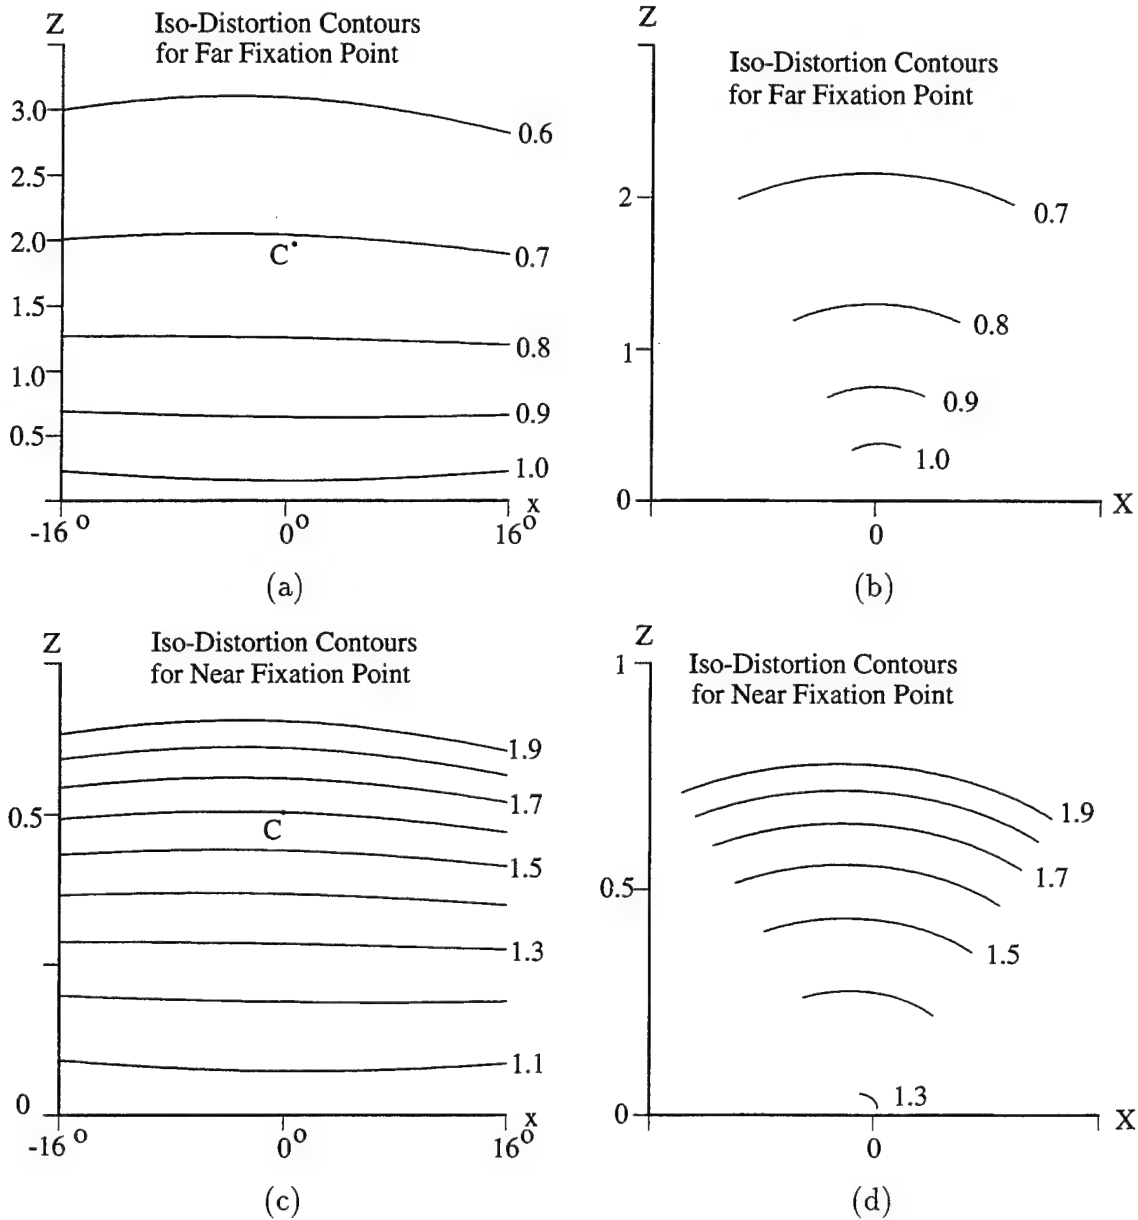 Z
Iso-Distortion Contours
for Far Fixation Point
3.0
0.6
2.5
2.0
C
0.7
1.5
1.0
0.8
0.9
0.5
1.0
x
-16°
0°
16°
(a)
Z
Iso-Distortion Contours
for Far Fixation Point
2
0.7
0.8
1
0.9
1.0
0
X
0
(b)
Z
Iso-Distortion Contours
for Near Fixation Point
1.9
1.7
0.5
C
1.5
1.3
1.1
0
x
-16°
0°
16°
(c)
Z
1
Iso-Distortion Contours
for Near Fixation Point
1.9
1.7
0.5
1.5
1.3
0
X
0
(d)